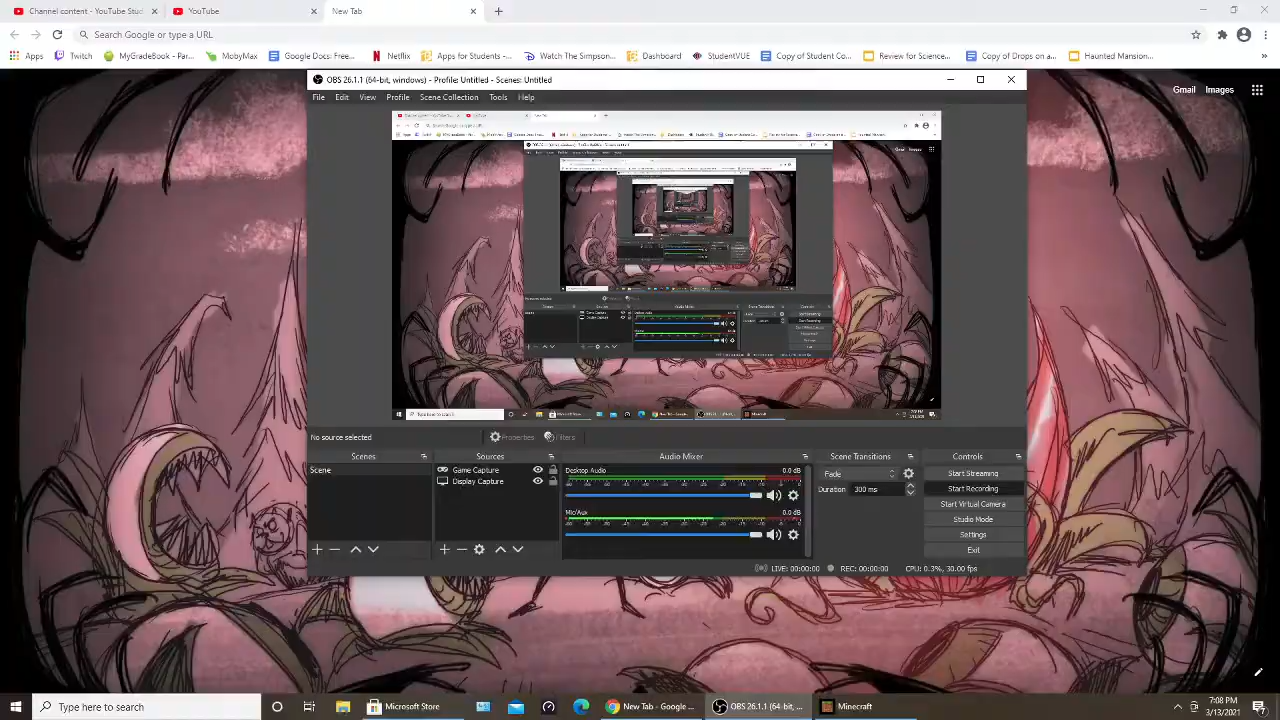 Channel content - YouTube Stud
YouTube
New Tab
Search Google or type a URL
Apps
Twitch
MyGradeBook - Par...
MobyMax
Google Docs: Free...
Netflix
Apps for Students -...
Watch The Simpson...
Dashboard
StudentVUE
Copy of Student Co...
Review for Science...
Copy of Drops on a...
Haunted Mansion...
OBS 26.1.1 (64-bit, windows) - Profile: Untitled - Scenes: Untitled
File Edit View Profile Scene Collection Tools Help
Gmail Images
No source selected
Properties
Filters
Scenes
Sources
Audio Mixer
Scene Transitions
Controls
Scene
Game Capture
Display Capture
Desktop Audio 0.0 dB
Mic/Aux 0.0 dB
Fade
Duration 300 ms
Start Streaming
Start Recording
Start Virtual Camera
Studio Mode
Settings
Exit
LIVE: 00:00:00
REC: 00:00:00
CPU: 0.3%, 30.00 fps
Type here to search
Microsoft Store
New Tab - Google ...
OBS 26.1.1 (64-bit, ...
Minecraft
7:08 PM
3/13/2021